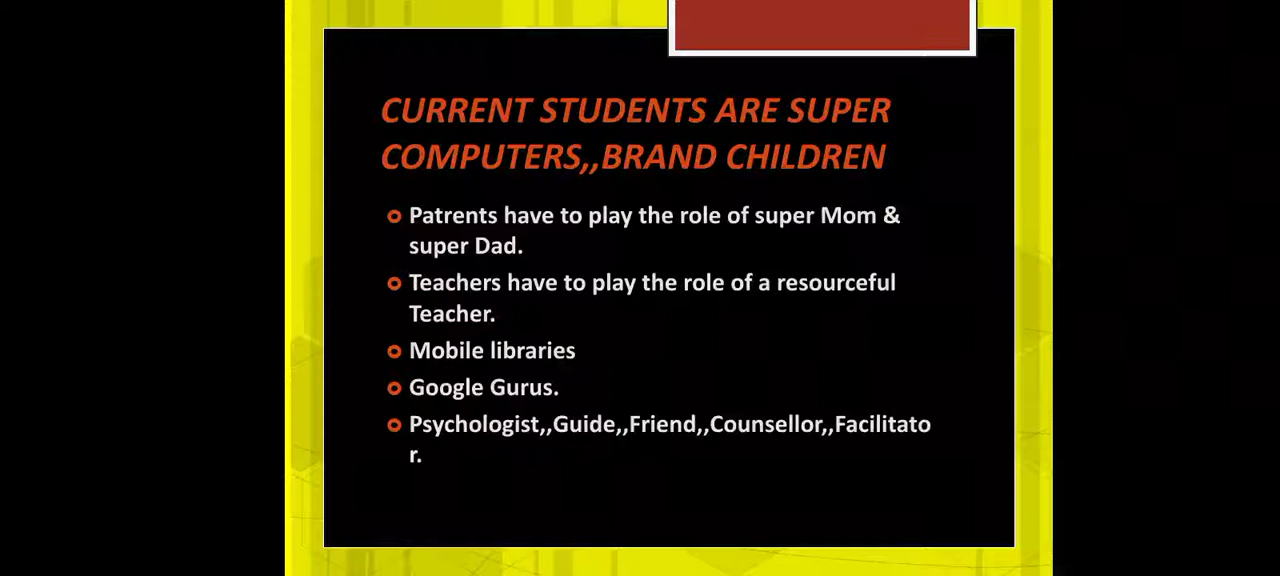 CURRENT STUDENTS ARE SUPER
COMPUTERS,,BRAND CHILDREN
Patrents have to play the role of super Mom &
super Dad.
Teachers have to play the role of a resourceful
Teacher.
Mobile libraries
Google Gurus.
Psychologist,,Guide,,Friend,,Counsellor,,Facilitato
r.